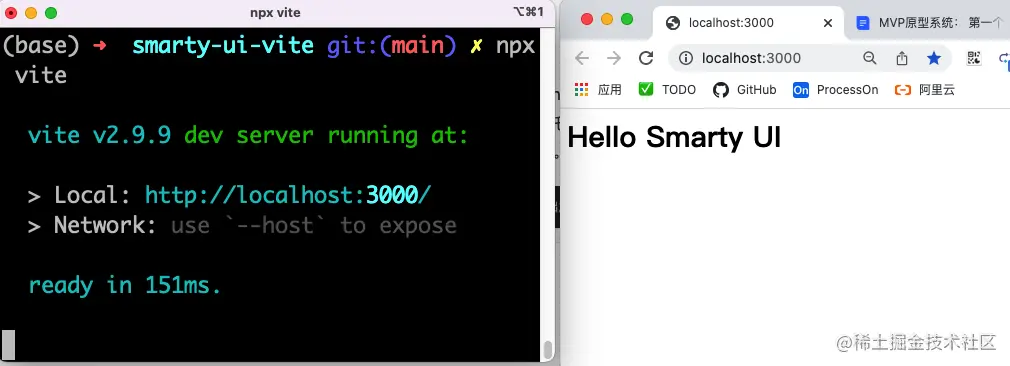 npx vite
⌥⌘1
(base) ➜ smarty-ui-vite git:(main) ✗ npx
vite
vite v2.9.9 dev server running at:
> Local: http://localhost:3000/
> Network: use `--host` to expose
ready in 151ms.
localhost:3000
MVP原型系统： 第一个
localhost:3000
应用
TODO
GitHub
On ProcessOn
阿里云
Hello Smarty UI
@稀土掘金技术社区